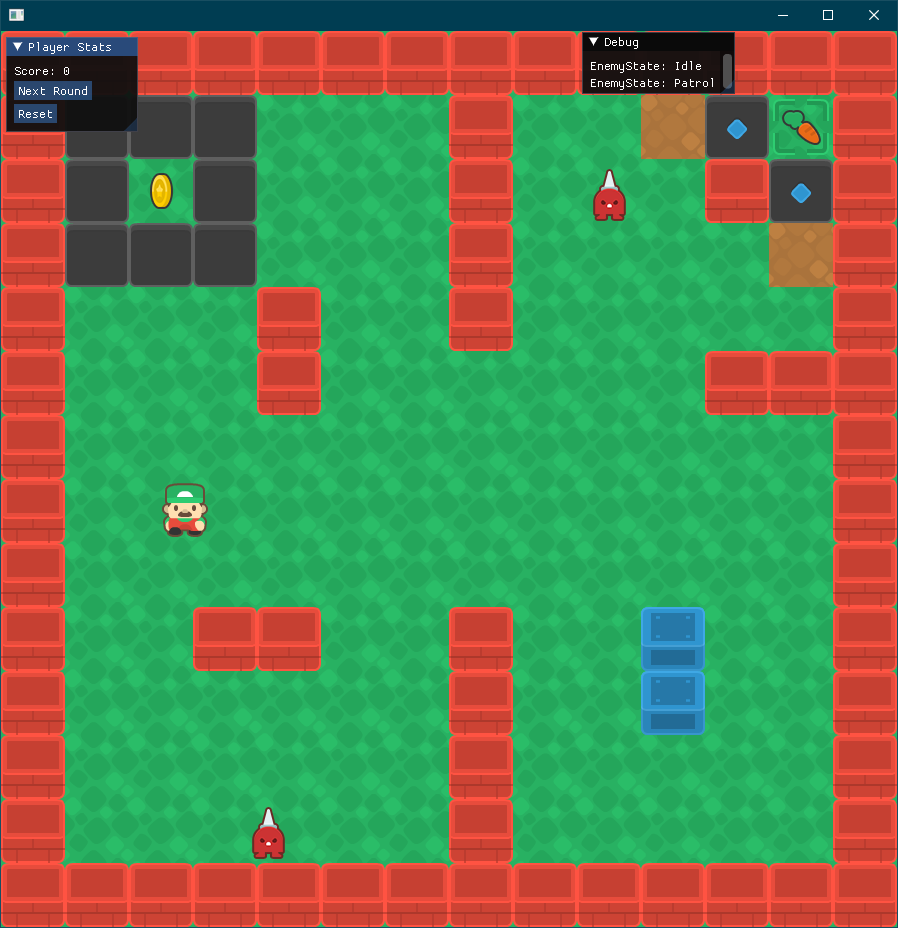 Player Stats
Score: 0
Next Round
Reset
Debug
EnemyState: Idle
EnemyState: Patrol